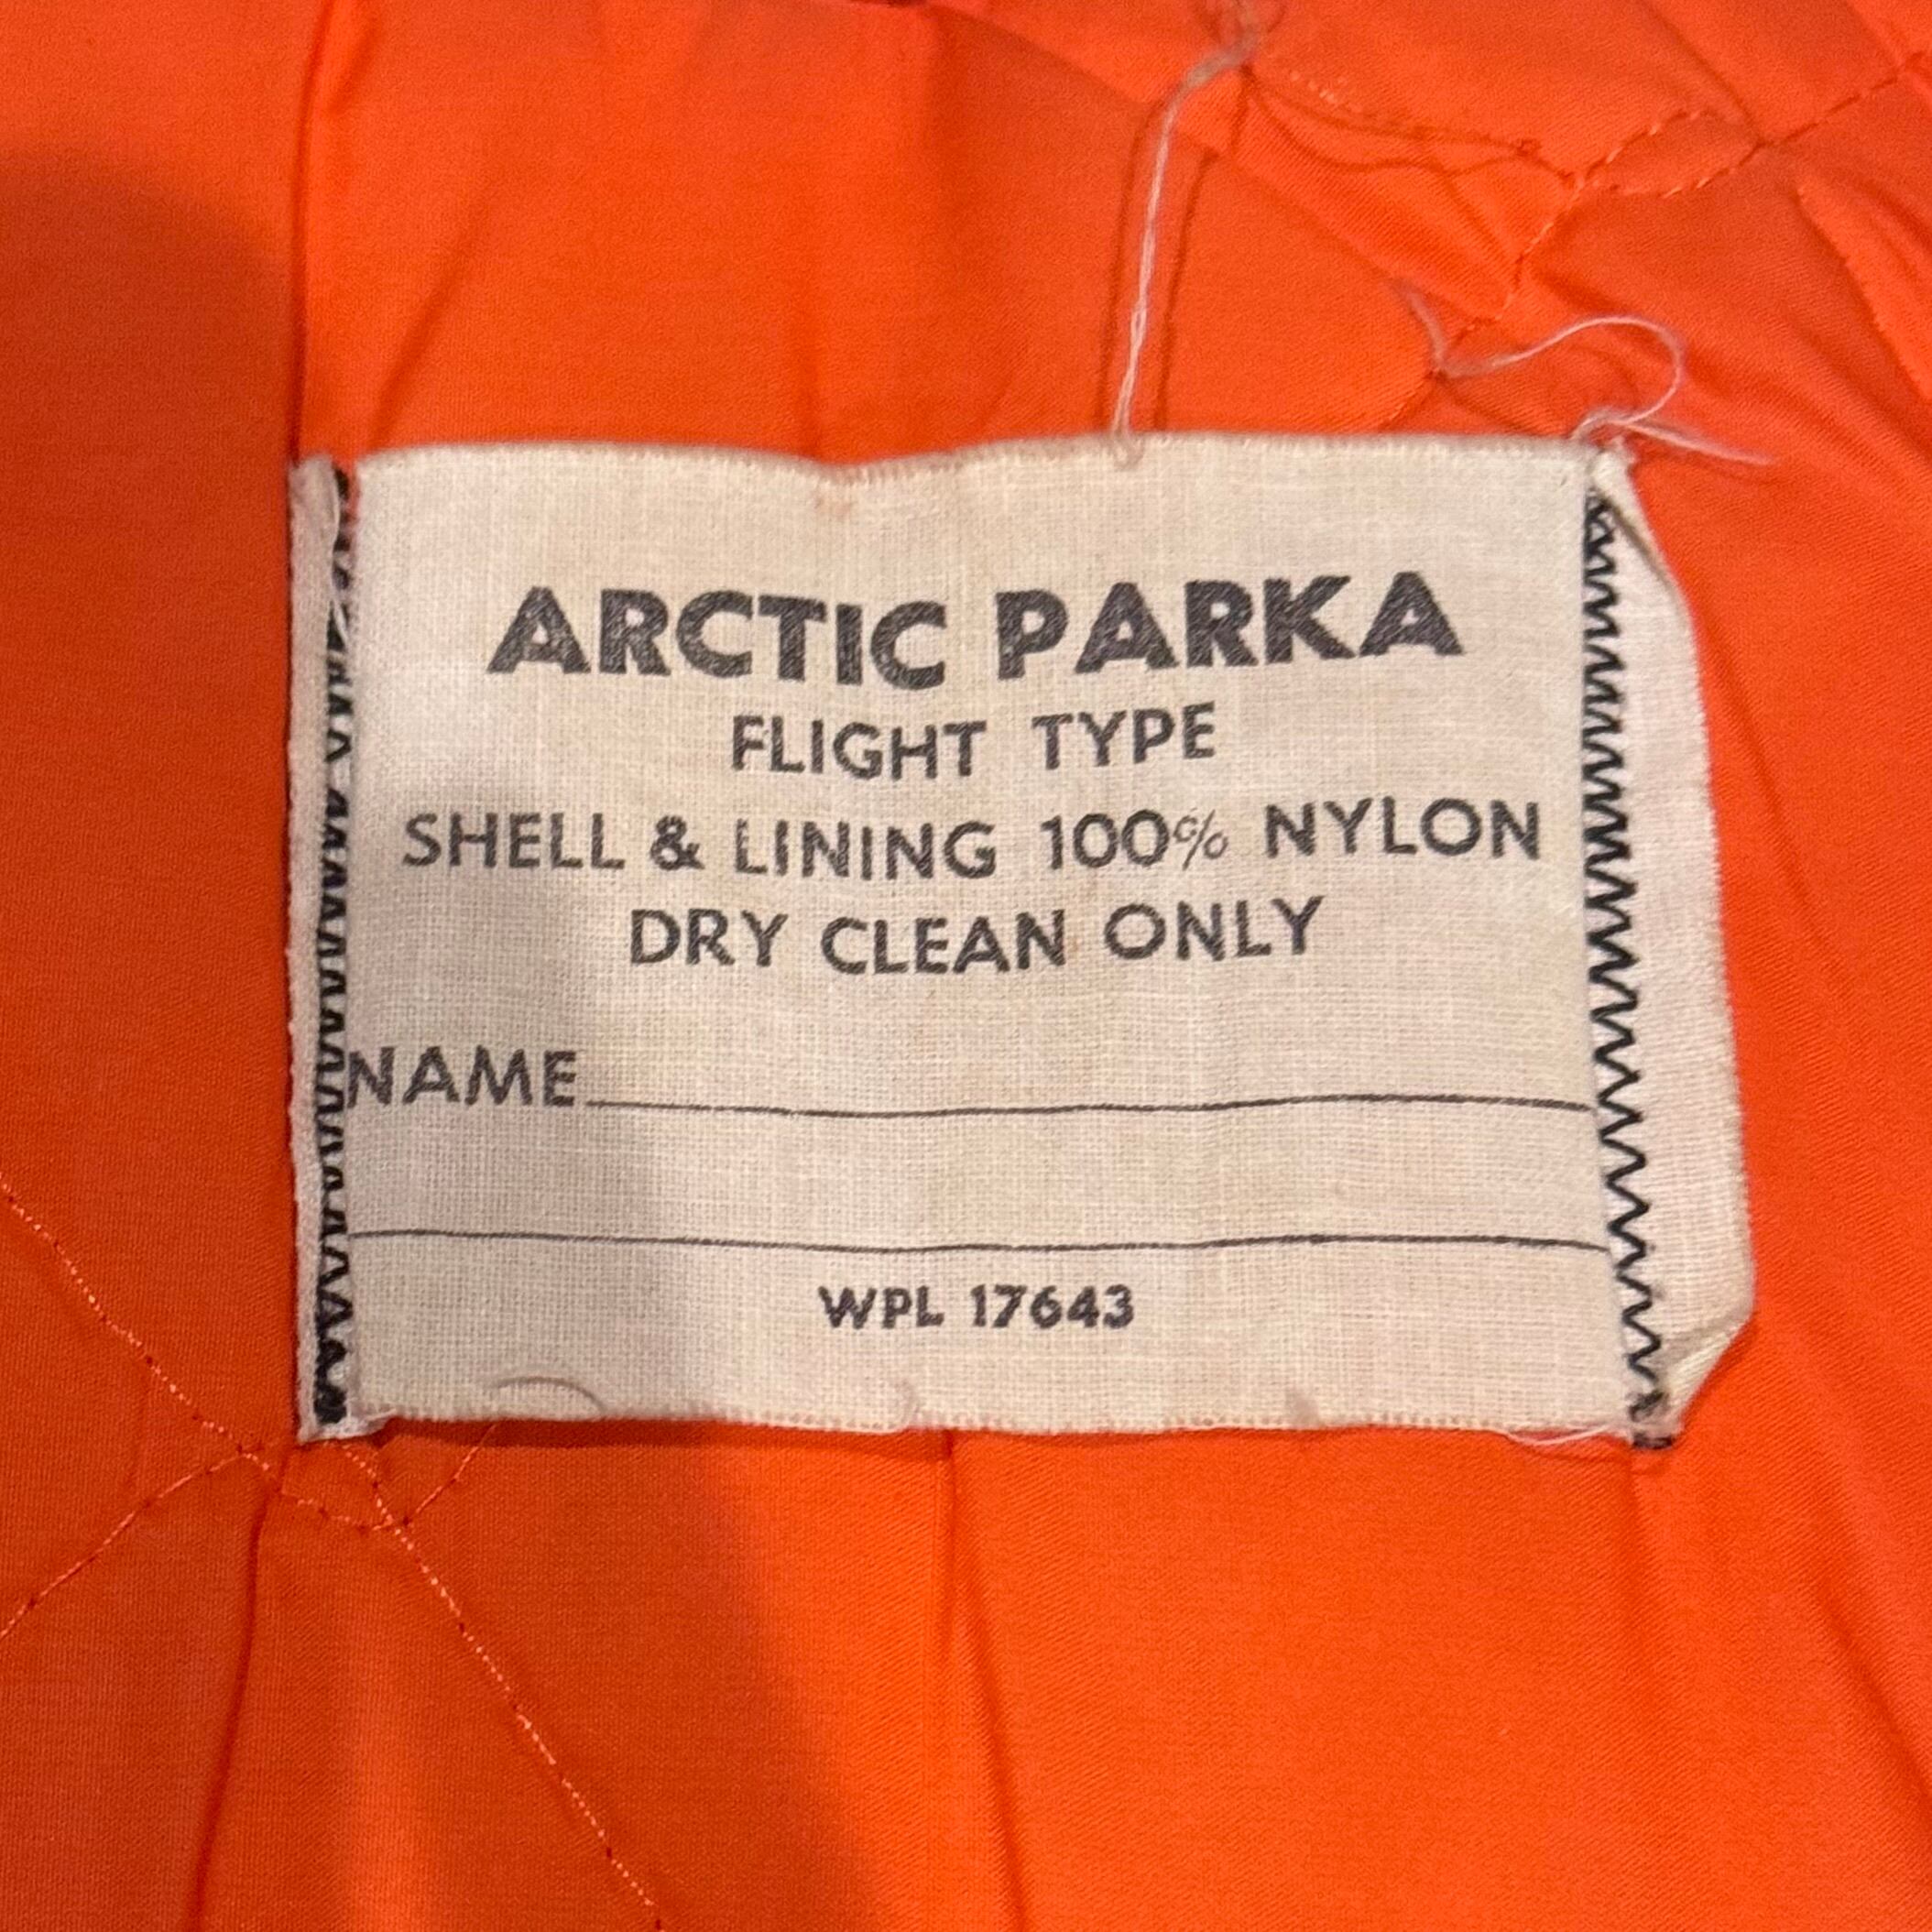 ARCTIC PARKA
FLIGHT TYPE
SHELL & LINING 100% NYLON
DRY CLEAN ONLY
NAME
WPL 17643